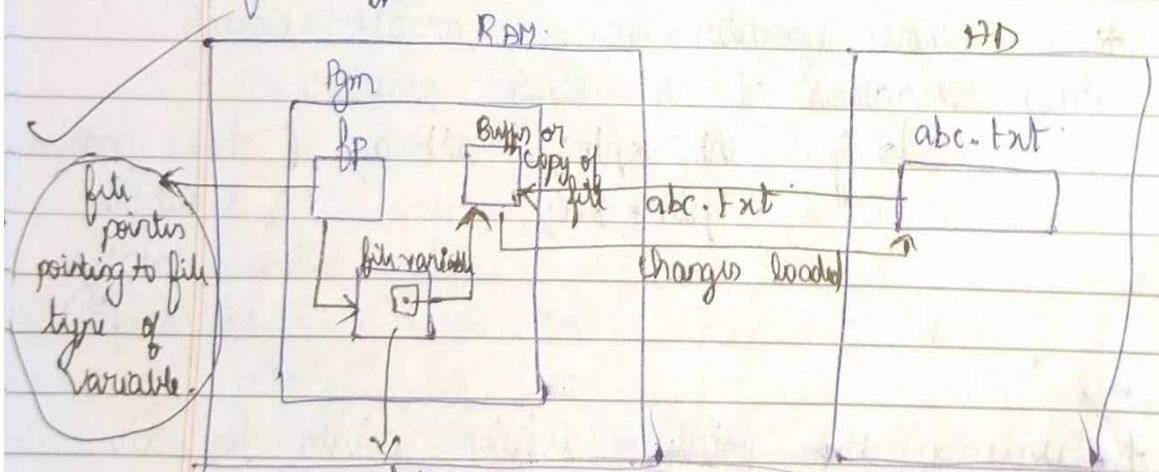 RAM.
HD
Pgm
fp
Buffer or
copy of
file
abc.txt
abc.txt
file variable
changes loaded
file
pointer
pointing to file
type of
variable.